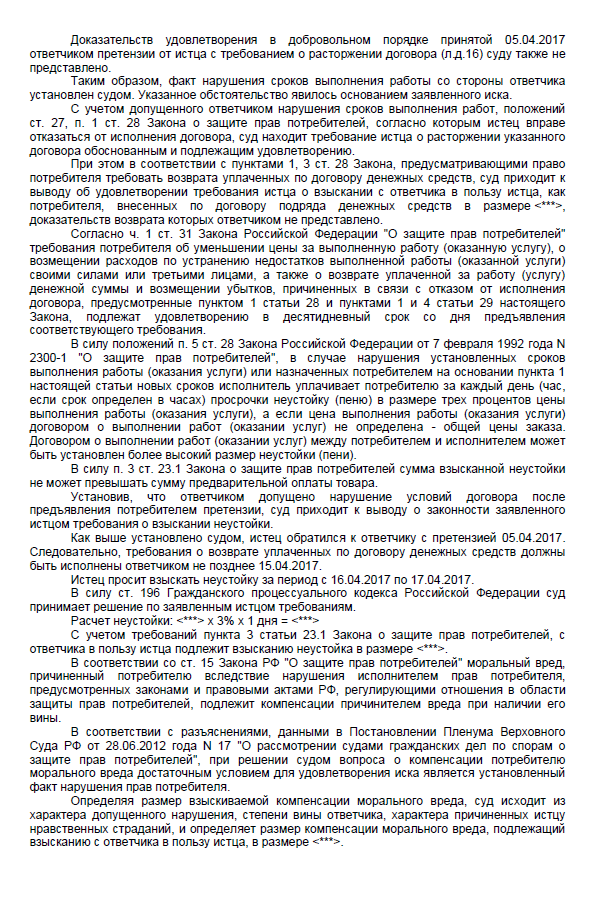 Доказательств удовлетворения в добровольном порядке принятой 05.04.2017
ответчиком претензии от истца с требованием о расторжении договора (л.д.16) суду также не
представлено.
Таким образом, факт нарушения сроков выполнения работы со стороны ответчика
установлен судом. Указанное обстоятельство явилось основанием заявленного иска.
С учетом допущенного ответчиком нарушения сроков выполнения работ, положений
ст. 27, п. 1 ст. 28 Закона о защите прав потребителей, согласно которым истец вправе
отказаться от исполнения договора, суд находит требование истца о расторжении указанного
договора обоснованным и подлежащим удовлетворению.
При этом в соответствии с пунктами 1, 3 ст. 28 Закона, предусматривающими право
потребителя требовать возврата уплаченных по договору денежных средств, суд приходит к
выводу об удовлетворении требования истца о взыскании с ответчика в пользу истца, как
потребителя, внесенных по договору подряда денежных средств в размере <***>,
доказательств возврата которых ответчиком не представлено.
Согласно ч. 1 ст. 31 Закона Российской Федерации "О защите прав потребителей"
требования потребителя об уменьшении цены за выполненную работу (оказанную услугу), о
возмещении расходов по устранению недостатков выполненной работы (оказанной услуги)
своими силами или третьими лицами, а также о возврате уплаченной за работу (услугу)
денежной суммы и возмещении убытков, причиненных в связи с отказом от исполнения
договора, предусмотренные пунктом 1 статьи 28 и пунктами 1 и 4 статьи 29 настоящего
Закона, подлежат удовлетворению в десятидневный срок со дня предъявления
соответствующего требования.
В силу положений п. 5 ст. 28 Закона Российской Федерации от 7 февраля 1992 года N
2300-1 "О защите прав потребителей", в случае нарушения установленных сроков
выполнения работы (оказания услуги) или назначенных потребителем на основании пункта 1
настоящей статьи новых сроков исполнитель уплачивает потребителю за каждый день (час,
если срок определен в часах) просрочки неустойку (пеню) в размере трех процентов цены
выполнения работы (оказания услуги), а если цена выполнения работы (оказания услуги)
договором о выполнении работ (оказании услуг) не определена - общей цены заказа.
Договором о выполнении работ (оказании услуг) между потребителем и исполнителем может
быть установлен более высокий размер неустойки (пени).
В силу п. 3 ст. 23.1 Закона о защите прав потребителей сумма взысканной неустойки
не может превышать сумму предварительной оплаты товара.
Установив, что ответчиком допущено нарушение условий договора после
предъявления потребителем претензии, суд приходит к выводу о законности заявленного
истцом требования о взыскании неустойки.
Как выше установлено судом, истец обратился к ответчику с претензией 05.04.2017.
Следовательно, требования о возврате уплаченных по договору денежных средств должны
быть исполнены ответчиком не позднее 15.04.2017.
Истец просит взыскать неустойку за период с 16.04.2017 по 17.04.2017.
В силу ст. 196 Гражданского процессуального кодекса Российской Федерации суд
принимает решение по заявленным истцом требованиям.
Расчет неустойки: <***> х 3% х 1 дня = <***>
С учетом требований пункта 3 статьи 23.1 Закона о защите прав потребителей, с
ответчика в пользу истца подлежит взысканию неустойка в размере <***>.
В соответствии со ст. 15 Закона РФ "О защите прав потребителей" моральный вред,
причиненный потребителю вследствие нарушения исполнителем прав потребителя,
предусмотренных законами и правовыми актами РФ, регулирующими отношения в области
защиты прав потребителей, подлежит компенсации причинителем вреда при наличии его
вины.
В соответствии с разъяснениями, данными в Постановлении Пленума Верховного
Суда РФ от 28.06.2012 года N 17 "О рассмотрении судами гражданских дел по спорам о
защите прав потребителей", при решении судом вопроса о компенсации потребителю
морального вреда достаточным условием для удовлетворения иска является установленный
факт нарушения прав потребителя.
Определяя размер взыскиваемой компенсации морального вреда, суд исходит из
характера допущенного нарушения, степени вины ответчика, характера причиненных истцу
нравственных страданий, и определяет размер компенсации морального вреда, подлежащий
взысканию с ответчика в пользу истца, в размере <***>.